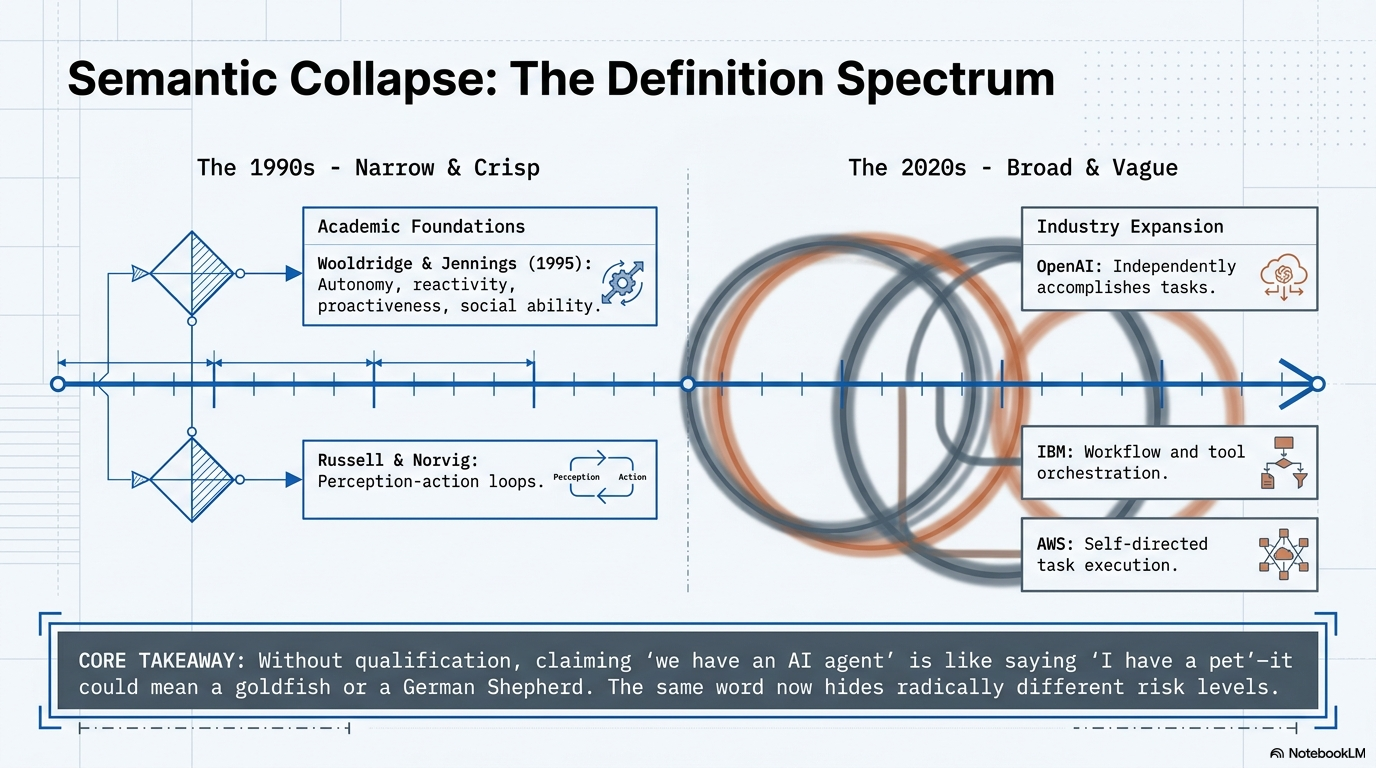 Semantic Collapse: The Definition Spectrum
The 1990s - Narrow & Crisp
Academic Foundations
Wooldridge & Jennings (1995):
Autonomy, reactivity,
proactiveness, social ability.
Russell & Norvig:
Perception-action loops.
Perccection
Action
The 2020s - Broad & Vague
Industry Expansion
OpenAI: Independently
accomplishes tasks.
IBM: Workflow and tool
orchestration.
AWS: Self-directed
task execution.
CORE TAKEAWAY: Without qualification, claiming ‘we have an AI agent’ is like saying ‘I have a pet’—it
could mean a goldfish or a German Shepherd. The same word now hides radically different risk levels.
NotebookLM